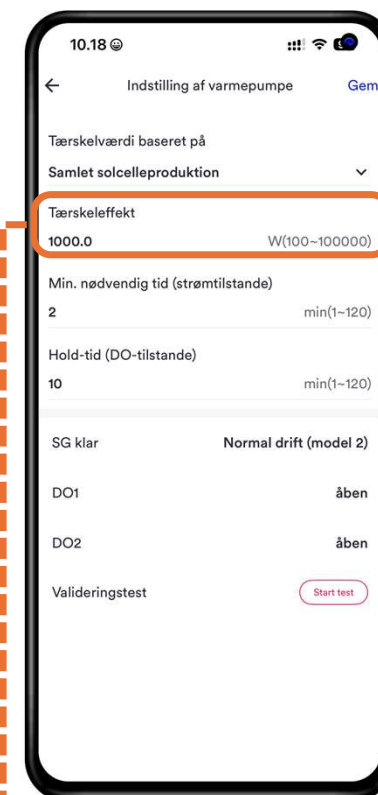 10.18
Indstilling af varmepumpe Gem
Tærskelværdi baseret på
Samlet solcelleproduktion
Tærskeleffekt
1000.0 W(100~100000)
Min. nødvendig tid (strømtilstande)
2 min(1~120)
Hold-tid (DO-tilstande)
10 min(1~120)
SG klar Normal drift (model 2)
DO1 åben
DO2 åben
Valideringstest Start test